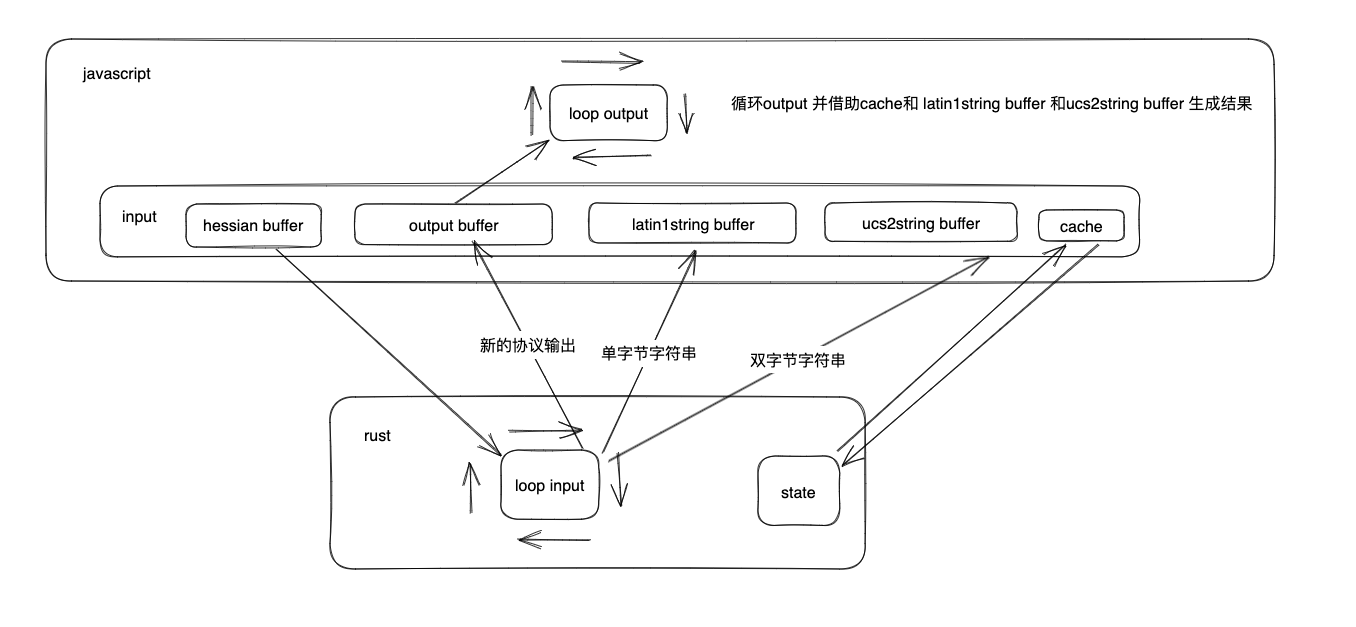 javascript
loop output
循环output 并借助cache和 latin1string buffer 和ucs2string buffer 生成结果
input
hessian buffer
output buffer
latin1string buffer
ucs2string buffer
cache
新的协议输出
单字节字符串
双字节字符串
rust
loop input
state